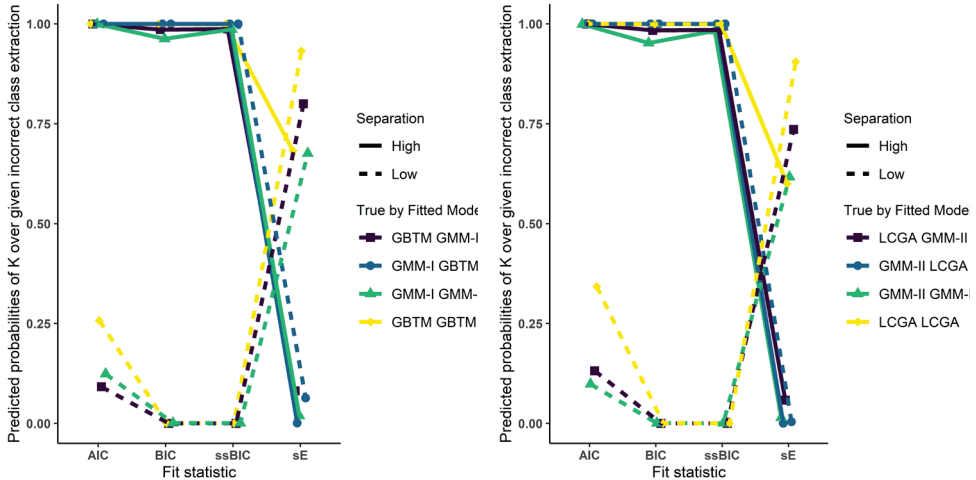 Predicted probabilities of K over given incorrect class extraction
1.00
0.75
0.50
0.25
0.00
AIC
BIC
ssBIC
sE
Fit statistic
Separation
High
Low
True by Fitted Mode
GBTM GMM-I
GMM-I GBTM
GMM-I GMM-
GBTM GBTM
Predicted probabilities of K over given incorrect class extraction
1.00
0.75
0.50
0.25
0.00
AIC
BIC
ssBIC
sE
Fit statistic
Separation
High
Low
True by Fitted Mode
LCGA GMM-II
GMM-II LCGA
GMM-II GMM-I
LCGA LCGA